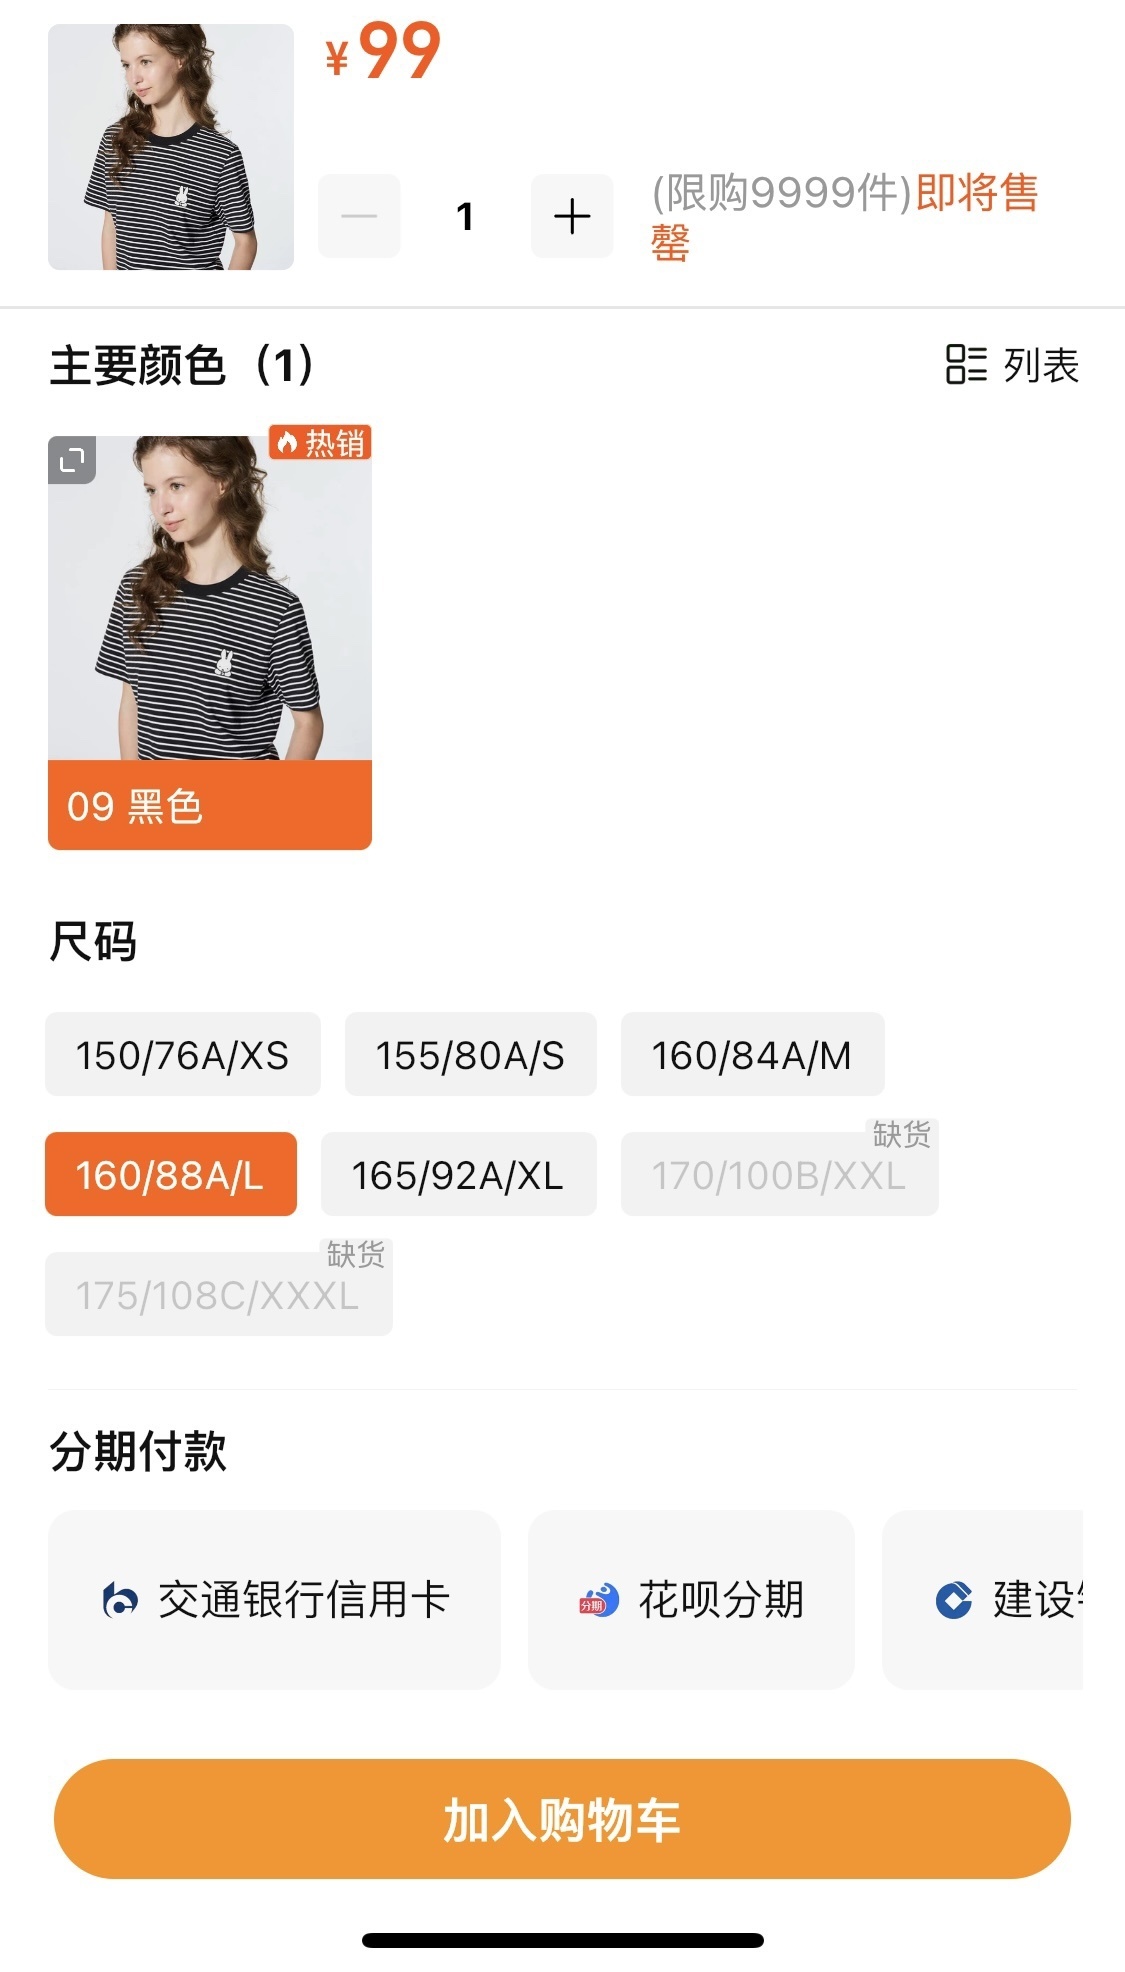 ¥99
1
(限购9999件)即将售
罄
主要颜色（1）
列表
热销
09 黑色
尺码
150/76A/XS
155/80A/S
160/84A/M
160/88A/L
165/92A/XL
缺货
170/100B/XXL
缺货
175/108C/XXXL
分期付款
交通银行信用卡
分期
花呗分期
建设
加入购物车